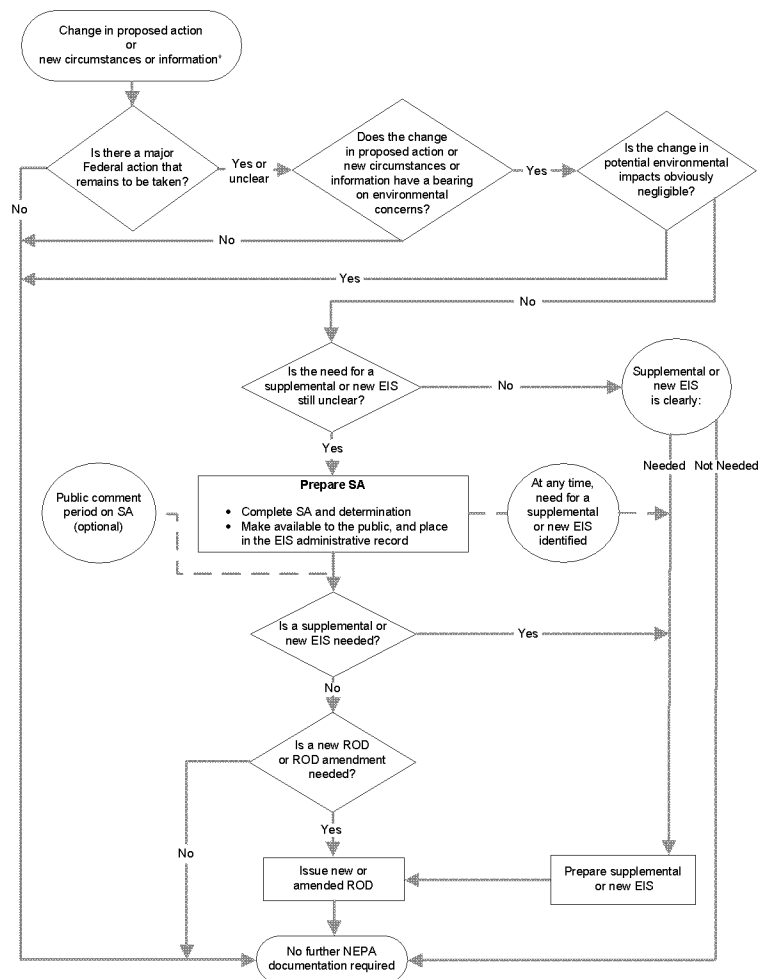 Change in proposed action
or
new circumstances or information*
Is there a major
Federal action that
remains to be taken?
Yes or
unclear
Does the change
in proposed action or
new circumstances or
information have a bearing
on environmental
concerns?
Yes
Is the change in
potential environmental
impacts obviously
negligible?
No
No
Yes
No
Is the need for a
supplemental or new EIS
still unclear?
No
Supplemental or
new EIS
is clearly:
Yes
Needed
Not Needed
Public comment
period on SA
(optional)
Prepare SA
• Complete SA and determination
• Make available to the public, and place
in the EIS administrative record
At any time,
need for a
supplemental
or new EIS
identified
Is a supplemental or
new EIS needed?
Yes
No
Is a new ROD
or ROD amendment
needed?
Yes
No
Issue new or
amended ROD
Prepare supplemental
or new EIS
No further NEPA
documentation required